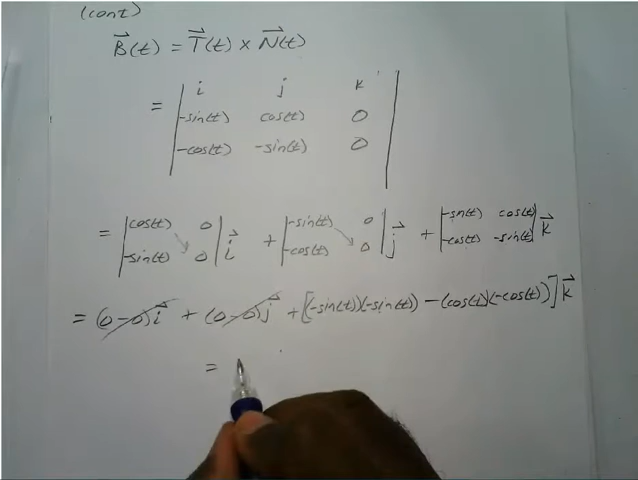 (cont)
B⃗(t) = T⃗(t) × N⃗(t)
= | i j k |
| -sin(t) cos(t) 0 |
| -cos(t) -sin(t) 0 |
= |cos(t) 0| i⃗ + |-sin(t) 0| j⃗ + |-sin(t) cos(t)| k⃗
|-sin(t) 0| |-cos(t) 0| |-cos(t) -sin(t)|
= (0-0)i⃗ + (0-0)j⃗ + [(-sin(t))(-sin(t)) - (cos(t)(-cos(t))] k⃗
=